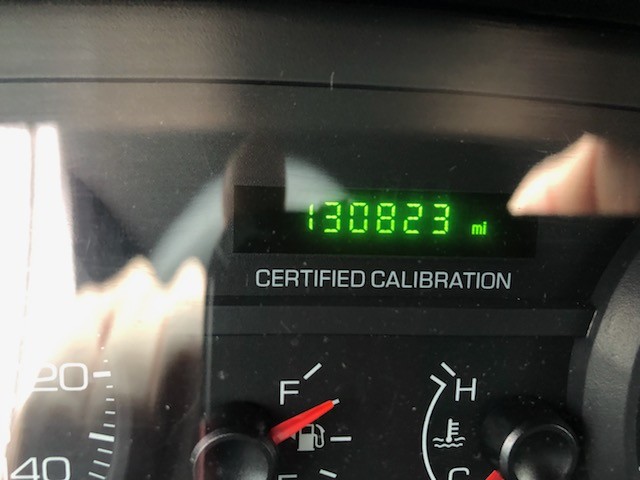 130823 mi
CERTIFIED CALIBRATION
F
H
20
40
C